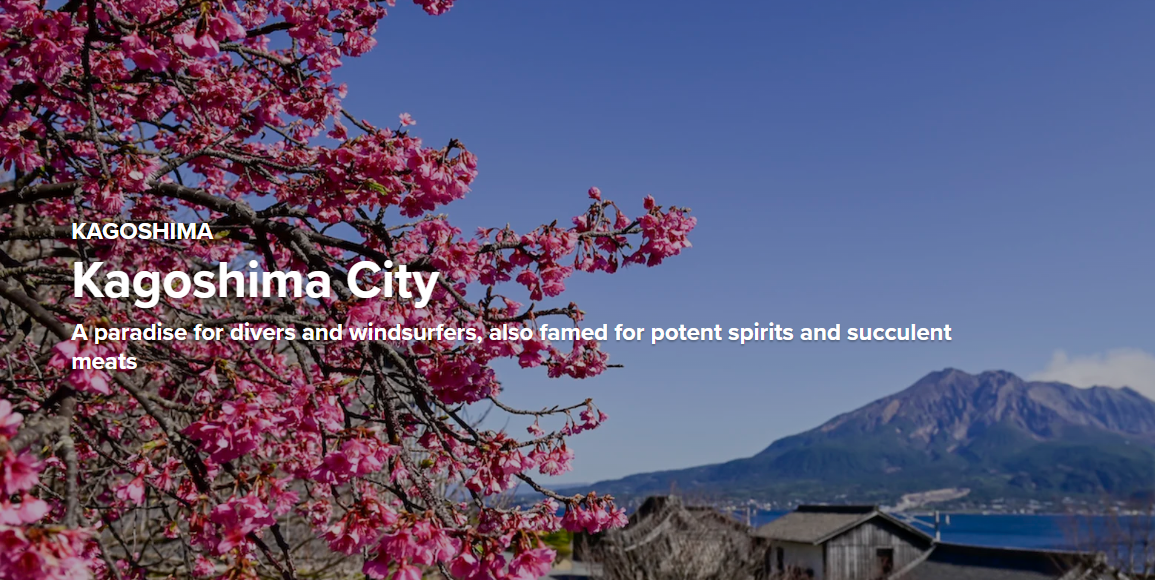 KAGOSHIMA
Kagoshima City
A paradise for divers and windsurfers, also famed for potent spirits and succulent
meats